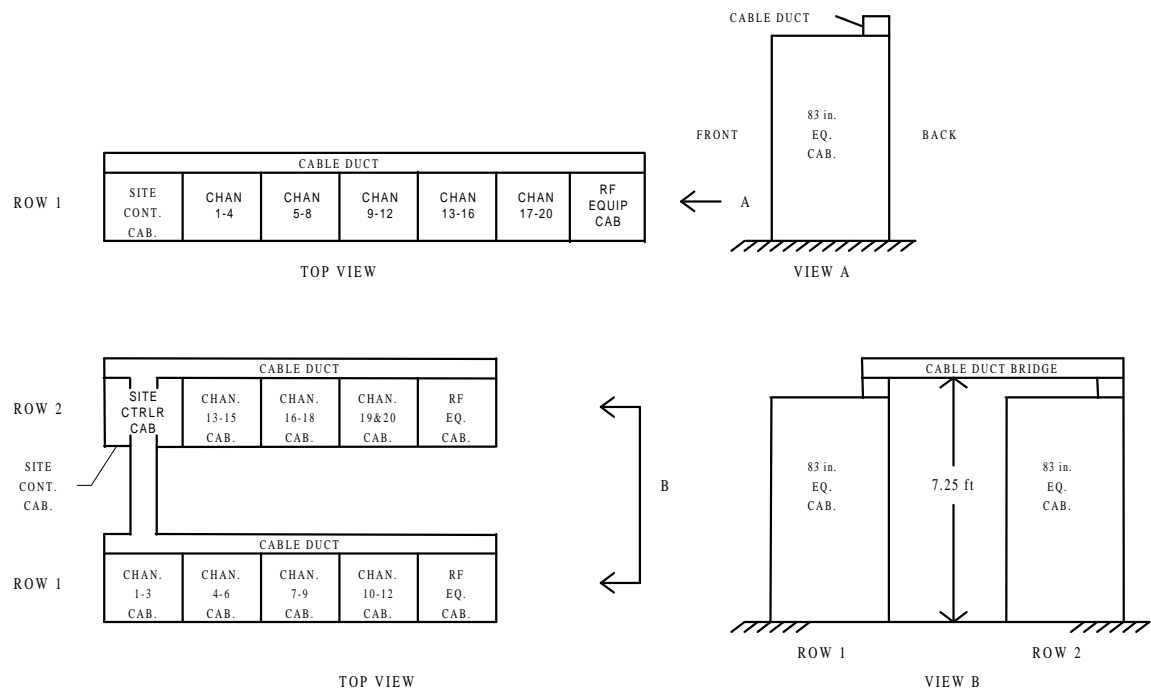 CABLE DUCT
83 in.
EQ.
CAB.
FRONT
BACK
CABLE DUCT
ROW 1
SITE
CONT.
CAB.
CHAN
1-4
CHAN
5-8
CHAN
9-12
CHAN
13-16
CHAN
17-20
RF
EQUIP
CAB
A
TOP VIEW
VIEW A
CABLE DUCT
ROW 2
SITE
CTRLR
CAB
CHAN.
13-15
CAB.
CHAN.
16-18
CAB.
CHAN.
19&20
CAB.
RF
EQ.
CAB.
SITE
CONT.
CAB.
B
CABLE DUCT
ROW 1
CHAN.
1-3
CAB.
CHAN.
4-6
CAB.
CHAN.
7-9
CAB.
CHAN.
10-12
CAB.
RF
EQ.
CAB.
TOP VIEW
CABLE DUCT BRIDGE
83 in.
EQ.
CAB.
7.25 ft
83 in.
EQ.
CAB.
ROW 1
ROW 2
VIEW B